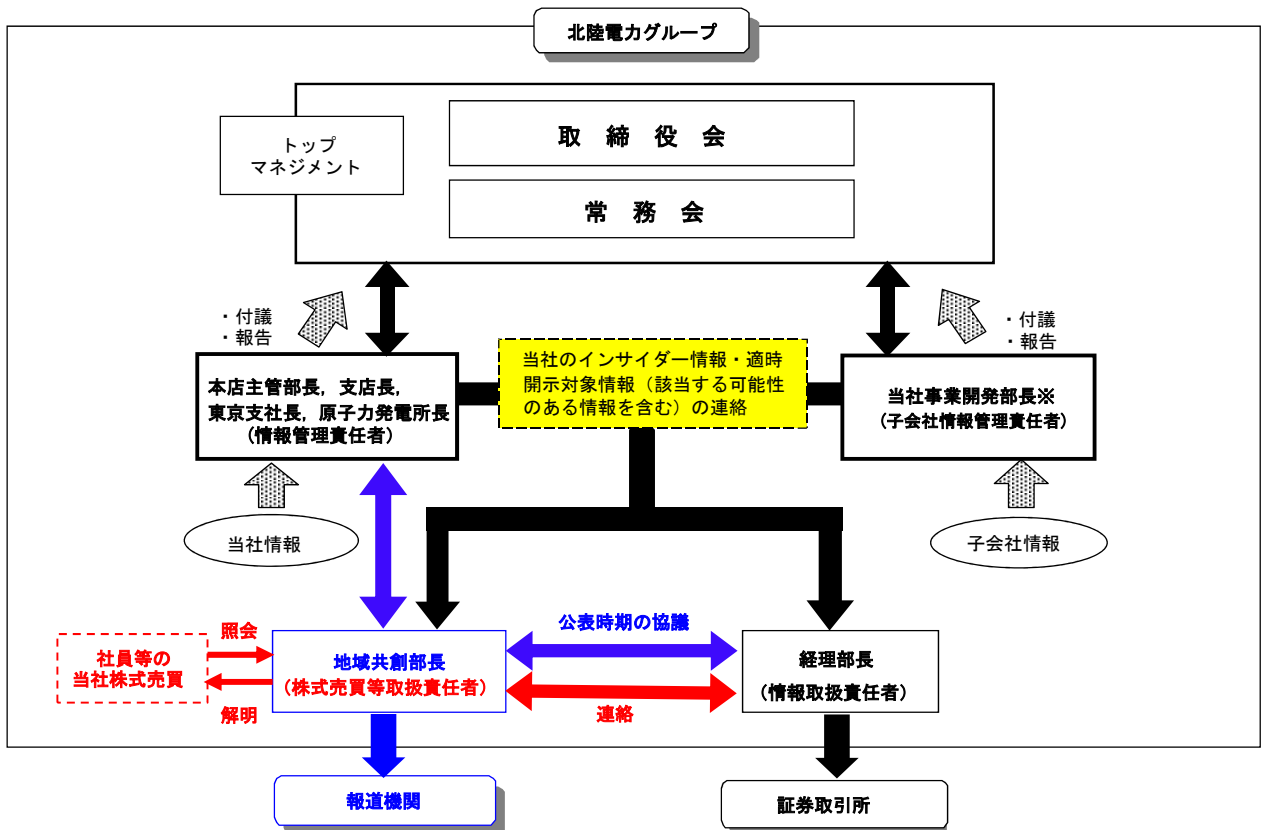 北陸電力グループ
トップ
マネジメント
取締役会
常務会
・付議
・報告
・付議
・報告
本店主管部長，支店長，
東京支社長，原子力発電所長
（情報管理責任者）
当社のインサイダー情報・適時
開示対象情報（該当する可能性
のある情報を含む）の連絡
当社事業開発部長※
（子会社情報管理責任者）
当社情報
子会社情報
照会
社員等の
当社株式売買
解明
地域共創部長
（株式売買等取扱責任者）
公表時期の協議
連絡
経理部長
（情報取扱責任者）
報道機関
証券取引所